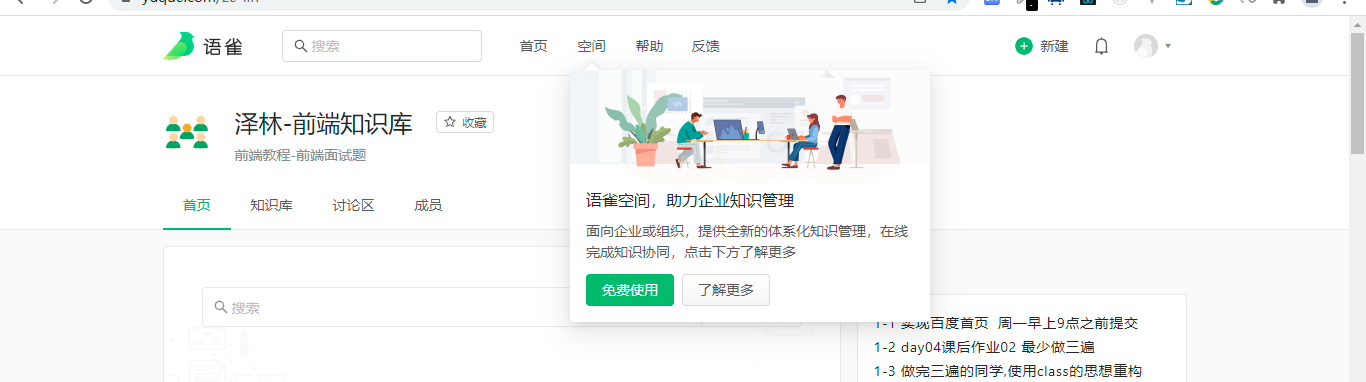 语雀
搜索
首页
空间
帮助
反馈
新建
泽林-前端知识库
收藏
前端教程-前端面试题
首页
知识库
讨论区
成员
语雀空间，助力企业知识管理
面向企业或组织，提供全新的体系化知识管理，在线
完成知识协同，点击下方了解更多
免费使用
了解更多
搜索
1-1 实现百度首页  周一早上9点之前提交
1-2 day04课后作业02 最少做三遍
1-3 做完三遍的同学,使用class的思想重构